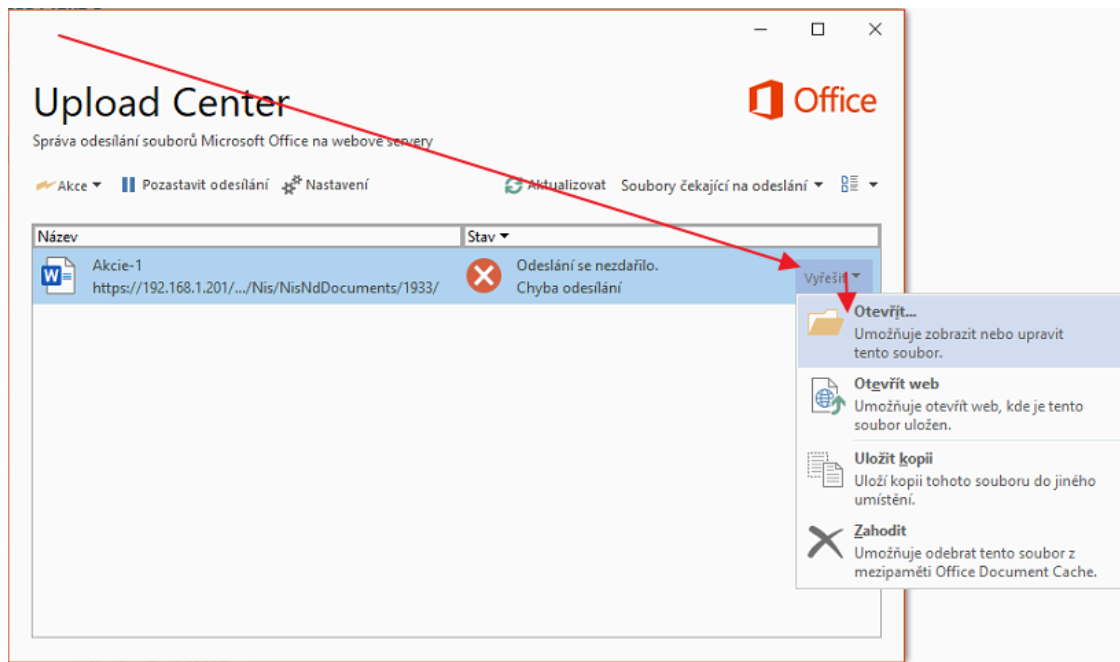 Upload Center
Office
Správa odesílání souborů Microsoft Office na webové servery
Akce
Pozastavit odesílání
Nastavení
Aktualizovat
Soubory čekající na odeslání
Název
Stav
Akcie-1
https://192.168.1.201/.../Nis/NisNdDocuments/1933/
Odeslání se nezdařilo.
Chyba odesílání
Vyřešit
Otevřít...
Umožňuje zobrazit nebo upravit
tento soubor.
Otevřít web
Umožňuje otevřít web, kde je tento
soubor uložen.
Uložit kopii
Uloží kopii tohoto souboru do jiného
umístění.
Zahodit
Umožňuje odebrat tento soubor z
mezipaměti Office Document Cache.